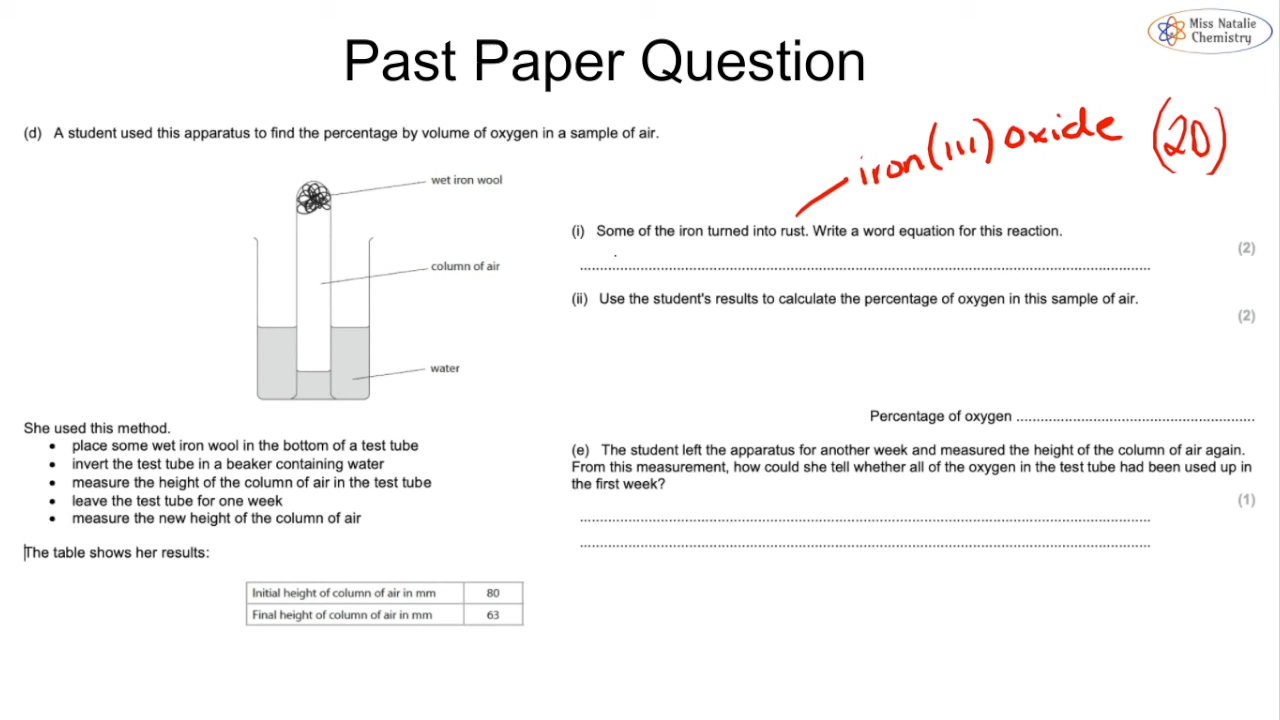 Miss Natalie
Chemistry
Past Paper Question
(d) A student used this apparatus to find the percentage by volume of oxygen in a sample of air.
wet iron wool
column of air
water
She used this method.
• place some wet iron wool in the bottom of a test tube
• invert the test tube in a beaker containing water
• measure the height of the column of air in the test tube
• leave the test tube for one week
• measure the new height of the column of air
The table shows her results:
Initial height of column of air in mm 80
Final height of column of air in mm 63
iron(III) oxide (20)
(i) Some of the iron turned into rust. Write a word equation for this reaction.
(2)
(ii) Use the student's results to calculate the percentage of oxygen in this sample of air.
(2)
Percentage of oxygen
(e) The student left the apparatus for another week and measured the height of the column of air again.
From this measurement, how could she tell whether all of the oxygen in the test tube had been used up in
the first week?
(1)